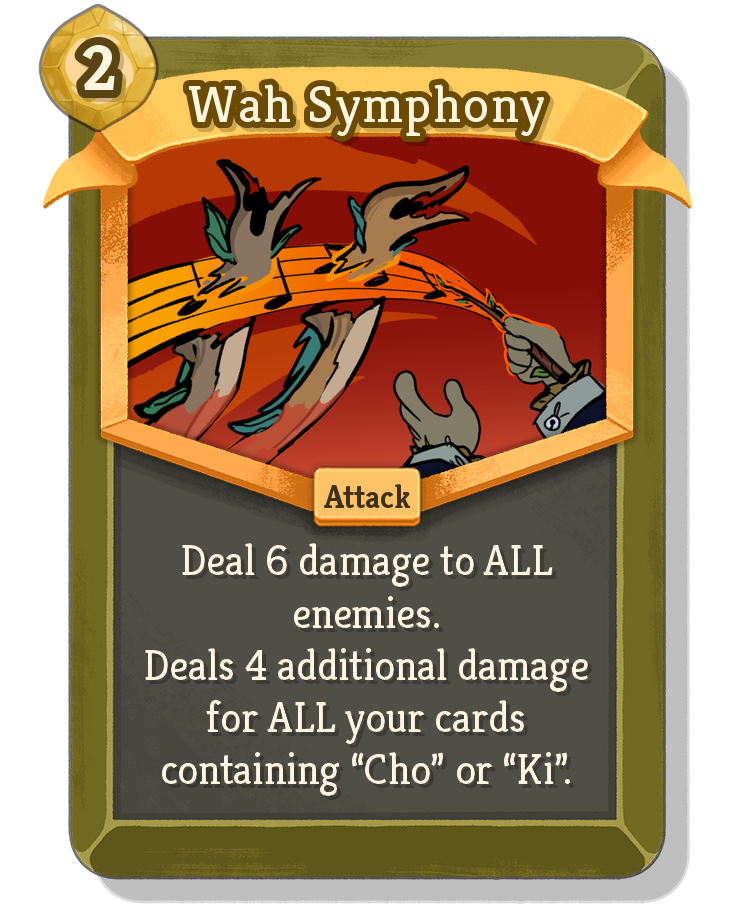 2
Wah Symphony
Attack
Deal 6 damage to ALL
enemies.
Deals 4 additional damage
for ALL your cards
containing “Cho” or “Ki”.